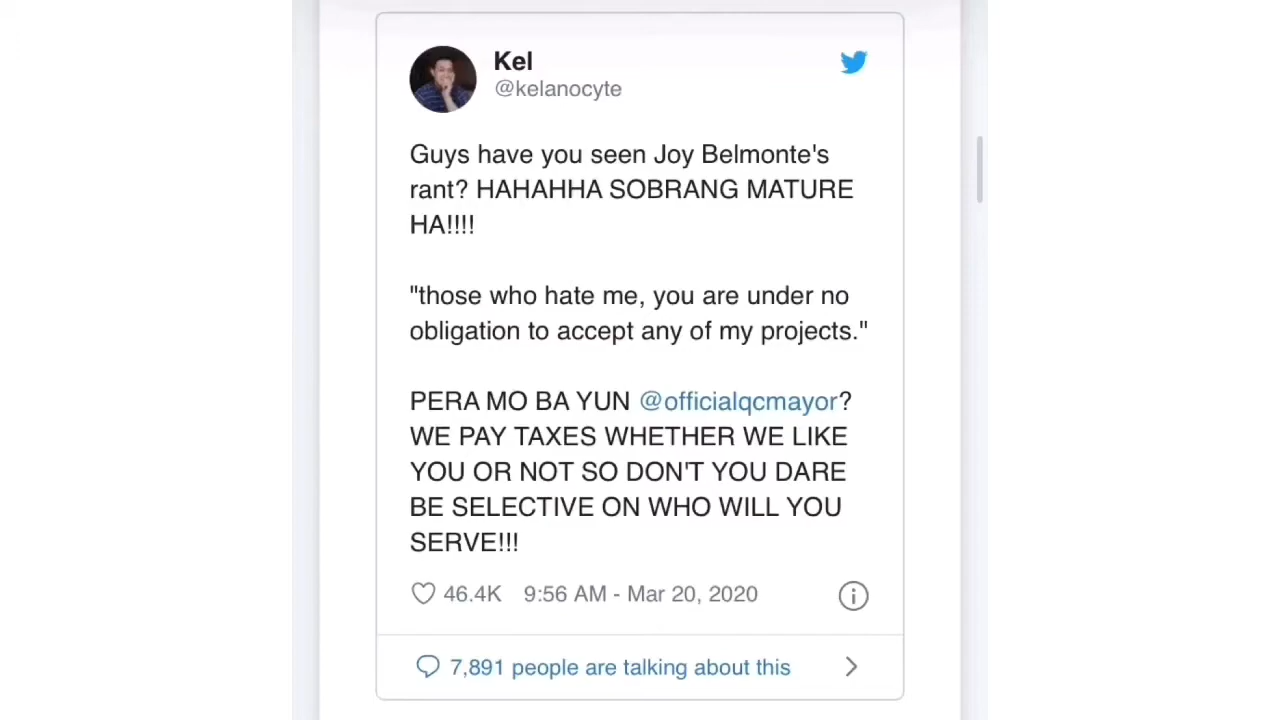 Kel
@kelanocyte
Guys have you seen Joy Belmonte's
rant? HAHAHHA SOBRANG MATURE
HA!!!!
"those who hate me, you are under no
obligation to accept any of my projects."
PERA MO BA YUN @officialqcmayor?
WE PAY TAXES WHETHER WE LIKE
YOU OR NOT SO DON'T YOU DARE
BE SELECTIVE ON WHO WILL YOU
SERVE!!!
46.4K 9:56 AM - Mar 20, 2020
7,891 people are talking about this